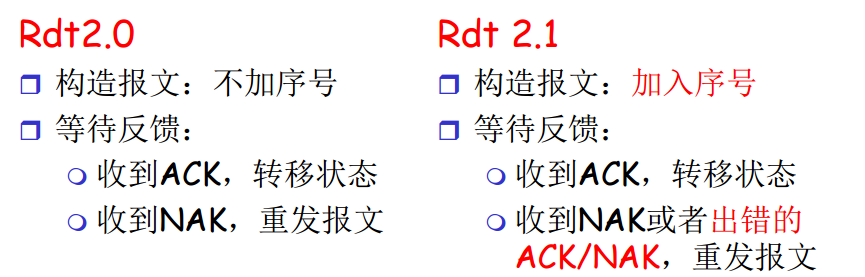 Rdt2.0
构造报文：不加序号
等待反馈：
收到ACK，转移状态
收到NAK，重发报文
Rdt 2.1
构造报文：加入序号
等待反馈：
收到ACK，转移状态
收到NAK或者出错的
ACK/NAK，重发报文